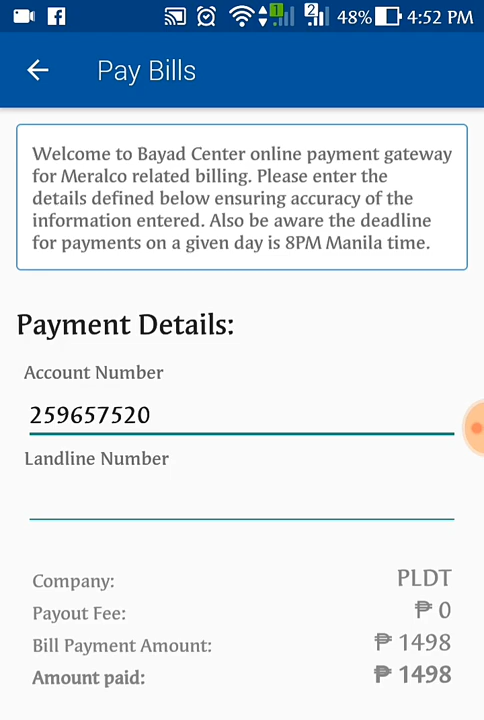 1 2 48% 4:52 PM
Pay Bills
Welcome to Bayad Center online payment gateway
for Meralco related billing. Please enter the
details defined below ensuring accuracy of the
information entered. Also be aware the deadline
for payments on a given day is 8PM Manila time.
Payment Details:
Account Number
259657520
Landline Number
Company: PLDT
Payout Fee: ₱ 0
Bill Payment Amount: ₱ 1498
Amount paid: ₱ 1498